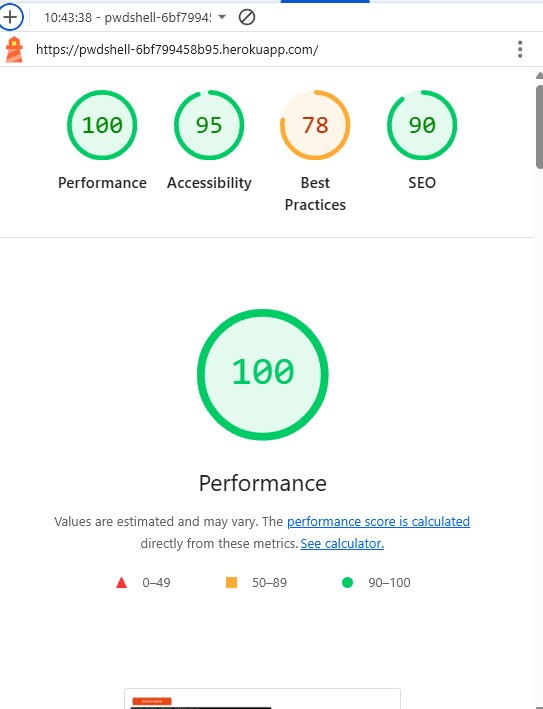 10:43:38 - pwdshell-6bf79945
https://pwdshell-6bf799458b95.herokuapp.com/
100
95
78
90
Performance
Accessibility
Best
Practices
SEO
100
Performance
Values are estimated and may vary. The performance score is calculated
directly from these metrics. See calculator.
0–49
50–89
90–100